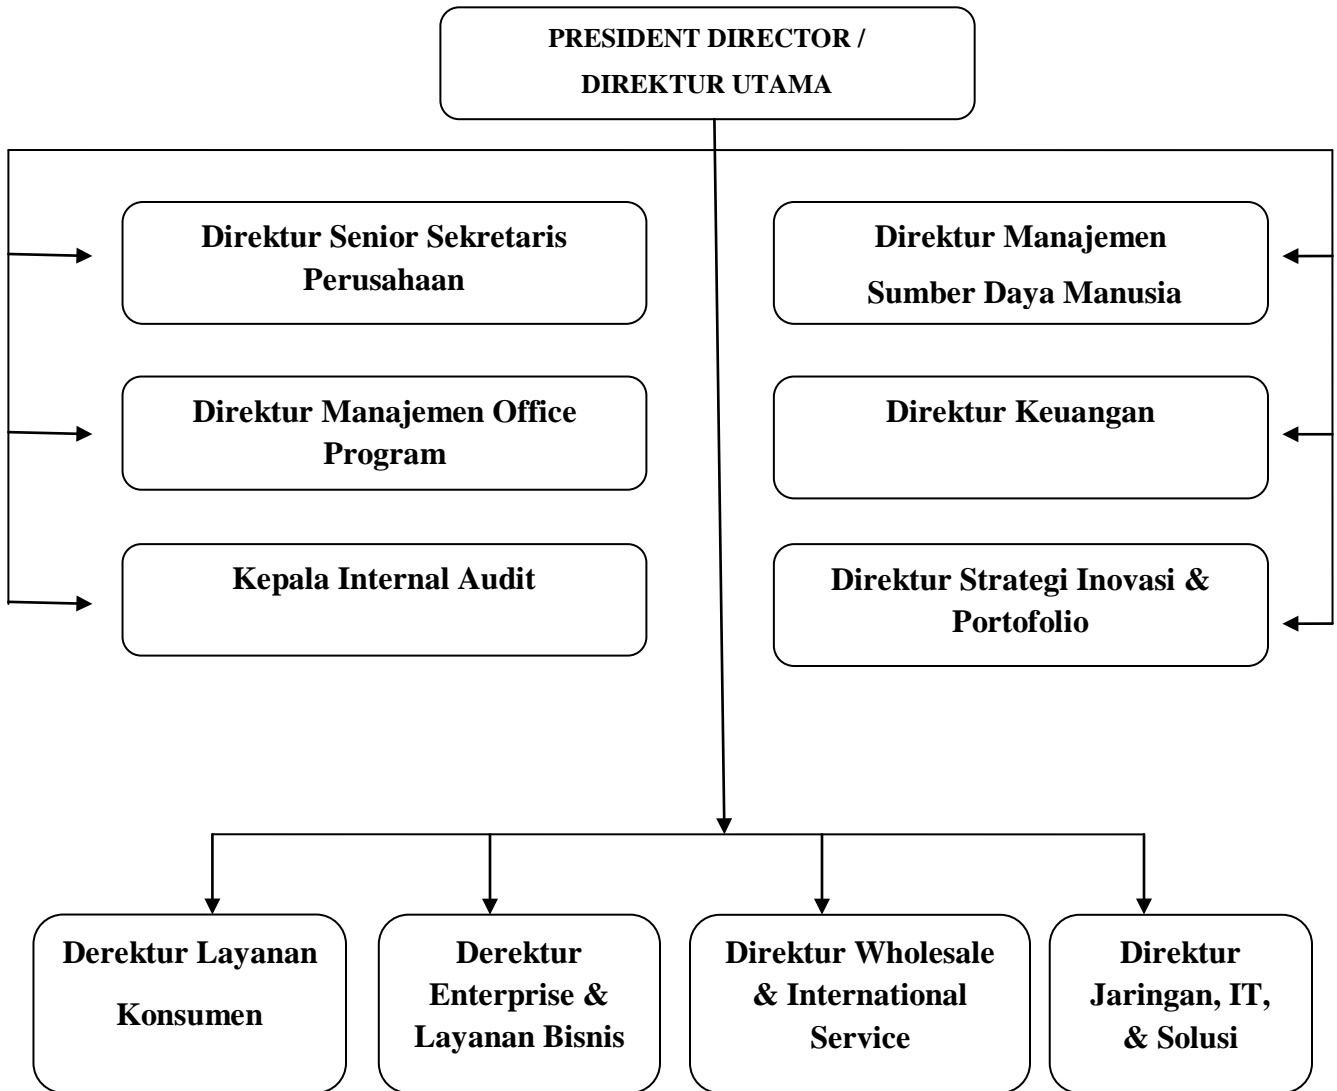 PRESIDENT DIRECTOR /
DIREKTUR UTAMA
Direktur Senior Sekretaris
Perusahaan
Direktur Manajemen
Sumber Daya Manusia
Direktur Manajemen Office
Program
Direktur Keuangan
Kepala Internal Audit
Direktur Strategi Inovasi &
Portofolio
Derektur Layanan
Konsumen
Derektur
Enterprise &
Layanan Bisnis
Direktur Wholesale
& International
Service
Direktur
Jaringan, IT,
& Solusi